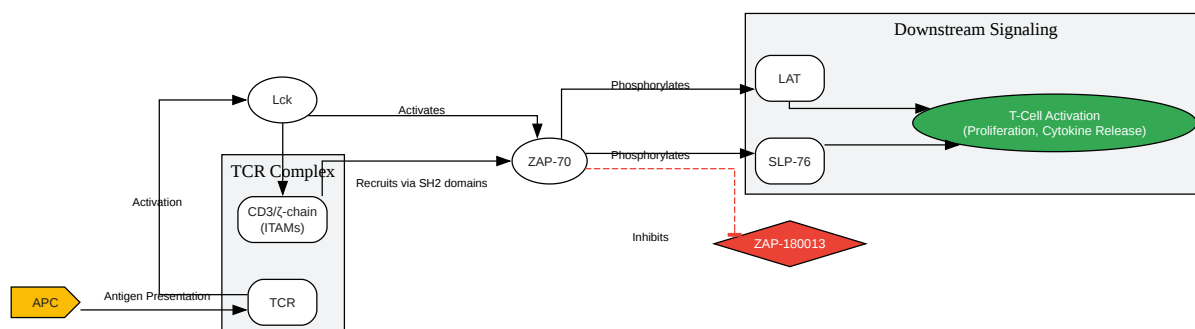 Downstream Signaling
LAT
Phosphorylates
Lck
Activates
T-Cell Activation
(Proliferation, Cytokine Release)
ZAP-70
Phosphorylates
SLP-76
TCR Complex
Recruits via SH2 domains
Activation
CD3/ζ-chain
(ITAMs)
Inhibits
ZAP-180013
Antigen Presentation
APC
TCR